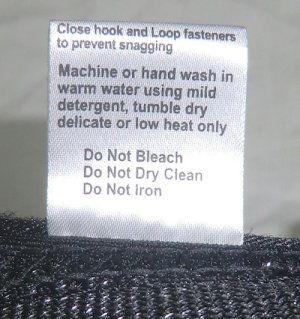 Close hook and Loop fasteners
to prevent snagging
Machine or hand wash in
warm water using mild
detergent, tumble dry
delicate or low heat only
Do Not Bleach
Do Not Dry Clean
Do Not Iron